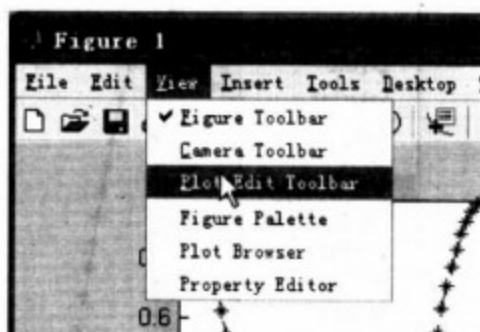 Figure 1
File Edit View Insert Tools Desktop
✔ Figure Toolbar
Camera Toolbar
Plot Edit Toolbar
Figure Palette
Plot Browser
Property Editor
0.6